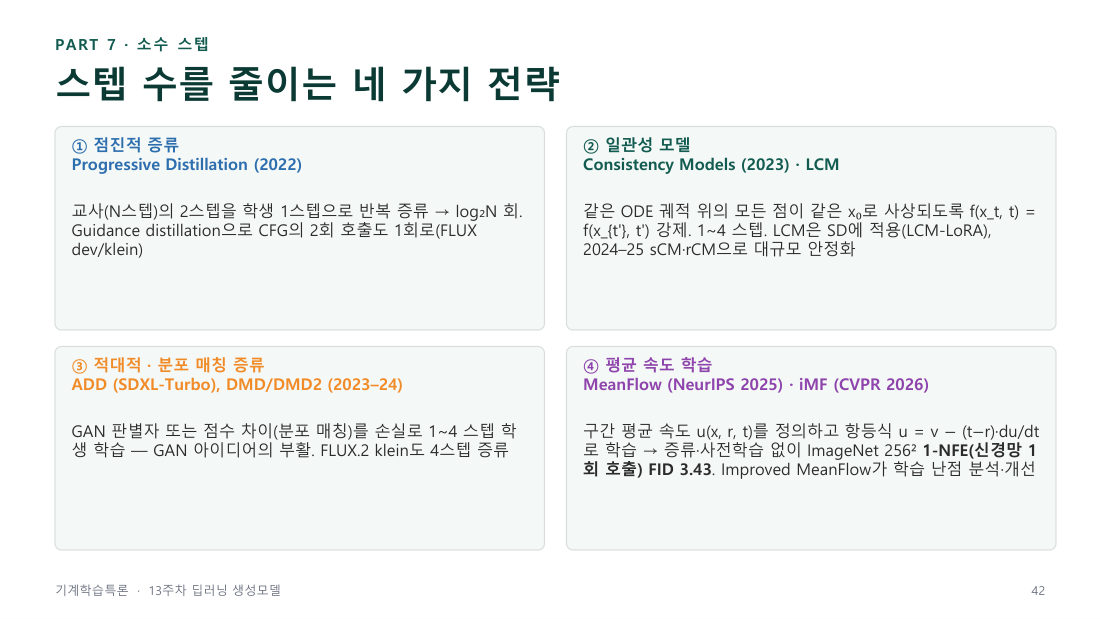 PART 7 · 소수 스텝
스텝 수를 줄이는 네 가지 전략
① 점진적 증류
Progressive Distillation (2022)
교사(N스텝)의 2스텝을 학생 1스텝으로 반복 증류 → log₂N 회.
Guidance distillation으로 CFG의 2회 호출도 1회로(FLUX
dev/klein)
② 일관성 모델
Consistency Models (2023) · LCM
같은 ODE 궤적 위의 모든 점이 같은 x₀로 사상되도록 f(x_t, t) =
f(x_{t'}, t') 강제. 1~4 스텝. LCM은 SD에 적용(LCM-LoRA),
2024–25 sCM·rCM으로 대규모 안정화
③ 적대적 · 분포 매칭 증류
ADD (SDXL-Turbo), DMD/DMD2 (2023–24)
GAN 판별자 또는 점수 차이(분포 매칭)를 손실로 1~4 스텝 학
생 학습 — GAN 아이디어의 부활. FLUX.2 klein도 4스텝 증류
④ 평균 속도 학습
MeanFlow (NeurIPS 2025) · iMF (CVPR 2026)
구간 평균 속도 u(x, r, t)를 정의하고 항등식 u = v − (t−r)·du/dt
로 학습 → 증류·사전학습 없이 ImageNet 256² 1-NFE(신경망 1
회 호출) FID 3.43. Improved MeanFlow가 학습 난점 분석·개선
기계학습특론 · 13주차 딥러닝 생성모델
42